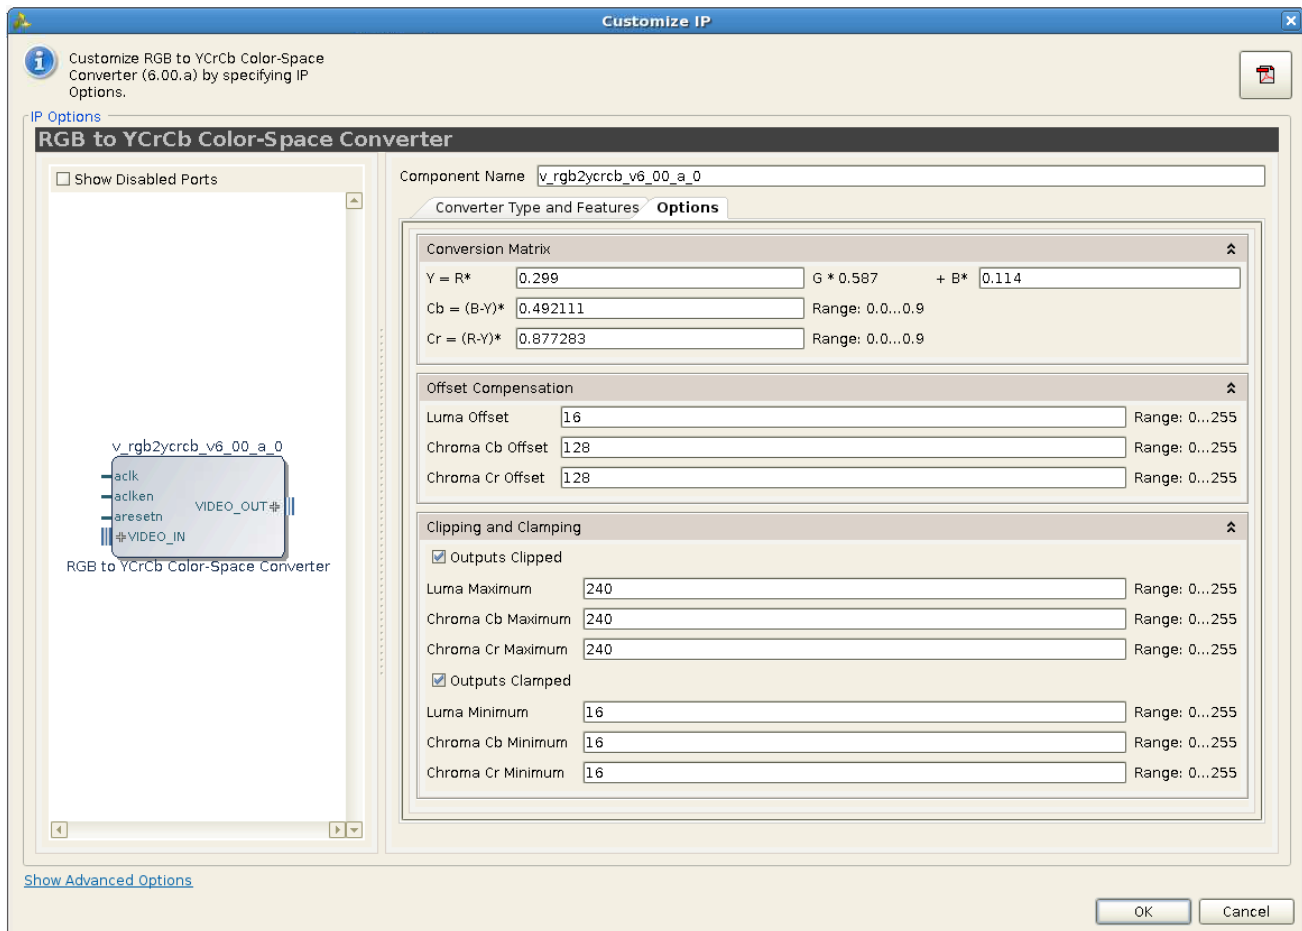 Customize IP
Customize RGB to YCrCb Color-Space
Converter (6.00.a) by specifying IP
Options.
IP Options
RGB to YCrCb Color-Space Converter
Show Disabled Ports
v_rgb2ycrcb_v6_00_a_0
aclk
aclken
VIDEO_OUT
aresetn
VIDEO_IN
RGB to YCrCb Color-Space Converter
Component Name v_rgb2ycrcb_v6_00_a_0
Converter Type and Features Options
Conversion Matrix
Y = R* 0.299 G * 0.587 + B* 0.114
Cb = (B-Y)* 0.492111 Range: 0.0...0.9
Cr = (R-Y)* 0.877283 Range: 0.0...0.9
Offset Compensation
Luma Offset 16 Range: 0...255
Chroma Cb Offset 128 Range: 0...255
Chroma Cr Offset 128 Range: 0...255
Clipping and Clamping
Outputs Clipped
Luma Maximum 240 Range: 0...255
Chroma Cb Maximum 240 Range: 0...255
Chroma Cr Maximum 240 Range: 0...255
Outputs Clamped
Luma Minimum 16 Range: 0...255
Chroma Cb Minimum 16 Range: 0...255
Chroma Cr Minimum 16 Range: 0...255
Show Advanced Options
OK Cancel